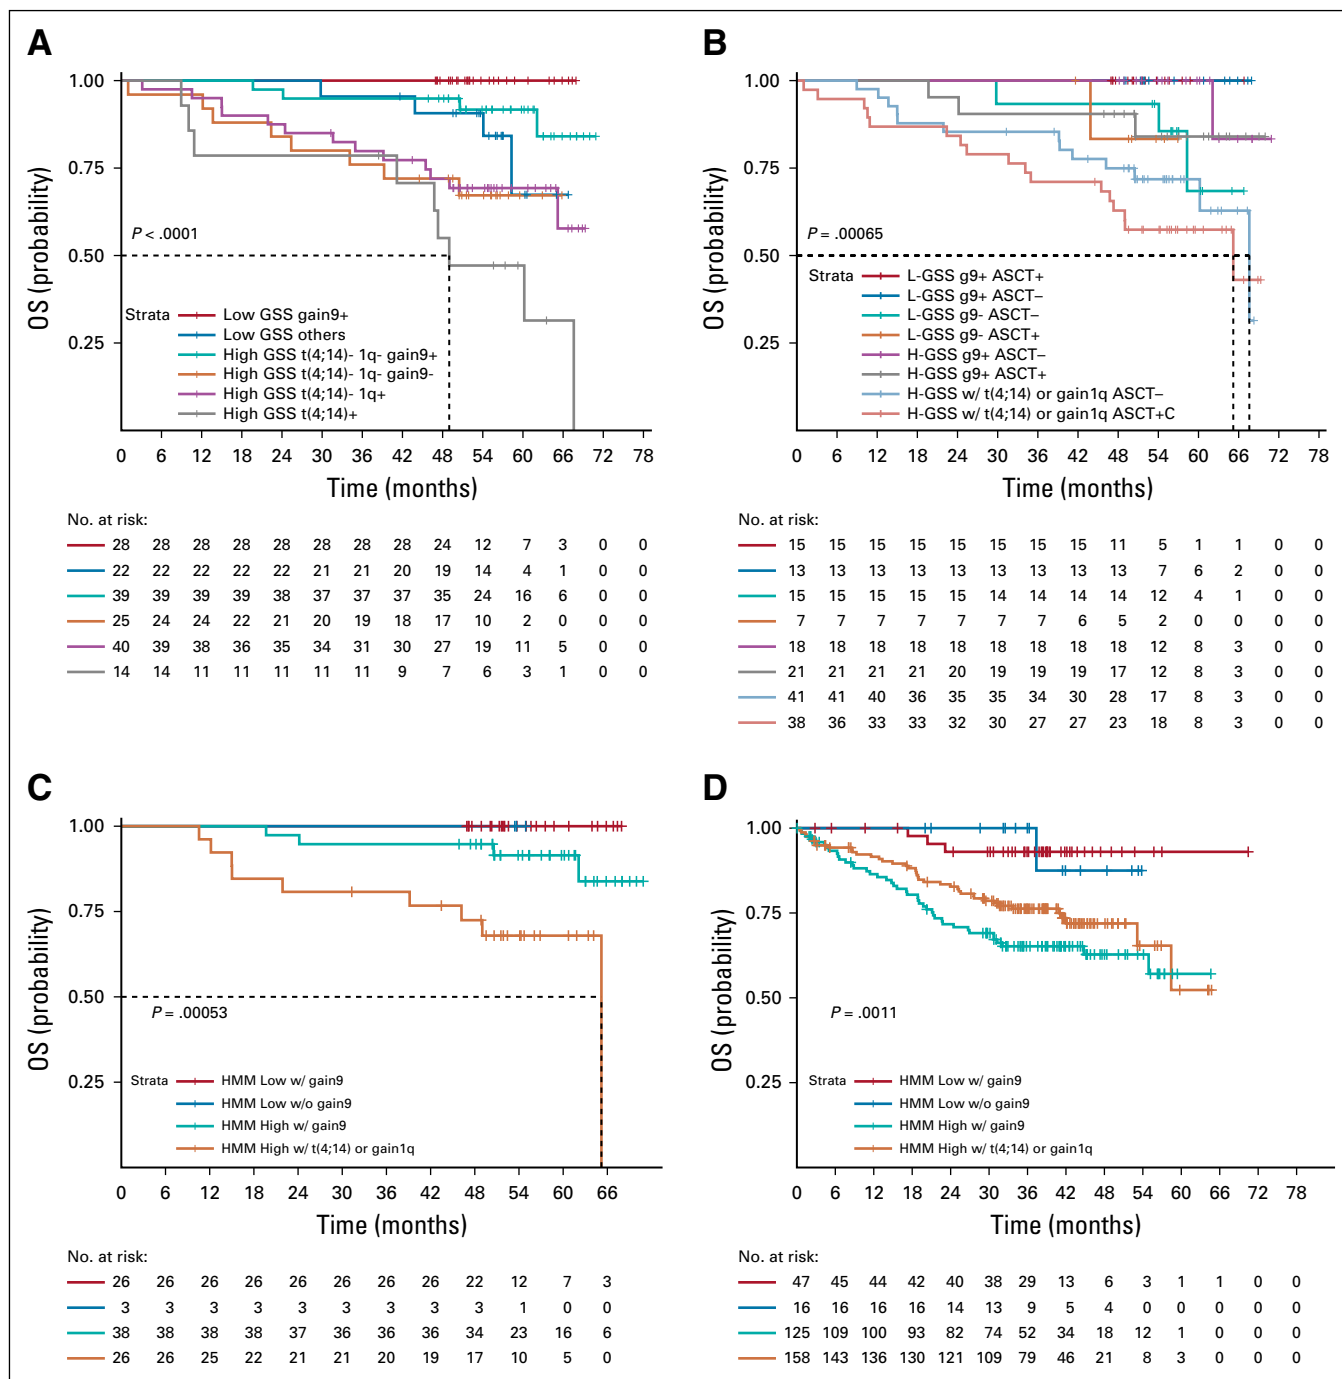 A
1.00
0.75
0.50
0.25
OS (probability)
P < .0001
Strata
Low GSS gain9+
Low GSS others
High GSS t(4;14)- 1q- gain9+
High GSS t(4;14)- 1q- gain9-
High GSS t(4;14)- 1q+
High GSS t(4;14)+
0 6 12 18 24 30 36 42 48 54 60 66 72 78
Time (months)
No. at risk:
28 28 28 28 28 28 28 28 24 12 7 3 0 0
22 22 22 22 22 21 21 20 19 14 4 1 0 0
39 39 39 39 38 37 37 37 35 24 16 6 0 0
25 24 24 22 21 20 19 18 17 10 2 0 0 0
40 39 38 36 35 34 31 30 27 19 11 5 0 0
14 14 11 11 11 11 11 9 7 6 3 1 0 0
B
1.00
0.75
0.50
0.25
OS (probability)
P = .00065
Strata
L-GSS g9+ ASCT+
L-GSS g9+ ASCT–
L-GSS g9- ASCT–
L-GSS g9- ASCT+
H-GSS g9+ ASCT–
H-GSS g9+ ASCT+
H-GSS w/ t(4;14) or gain1q ASCT–
H-GSS w/ t(4;14) or gain1q ASCT+C
0 6 12 18 24 30 36 42 48 54 60 66 72 78
Time (months)
No. at risk:
15 15 15 15 15 15 15 15 11 5 1 1 0 0
13 13 13 13 13 13 13 13 13 7 6 2 0 0
15 15 15 15 15 14 14 14 14 12 4 1 0 0
7 7 7 7 7 7 7 6 5 2 0 0 0 0
18 18 18 18 18 18 18 18 18 12 8 3 0 0
21 21 21 21 20 19 19 19 17 12 8 3 0 0
41 41 40 36 35 35 34 30 28 17 8 3 0 0
38 36 33 33 32 30 27 27 23 18 8 3 0 0
C
1.00
0.75
0.50
0.25
OS (probability)
P = .00053
Strata
HMM Low w/ gain9
HMM Low w/o gain9
HMM High w/ gain9
HMM High w/ t(4;14) or gain1q
0 6 12 18 24 30 36 42 48 54 60 66
Time (months)
No. at risk:
26 26 26 26 26 26 26 26 22 12 7 3
3 3 3 3 3 3 3 3 3 1 0 0
38 38 38 38 37 36 36 36 34 23 16 6
26 26 25 22 21 21 20 19 17 10 5 0
D
1.00
0.75
0.50
0.25
OS (probability)
P = .0011
Strata
HMM Low w/ gain9
HMM Low w/o gain9
HMM High w/ gain9
HMM High w/ t(4;14) or gain1q
0 6 12 18 24 30 36 42 48 54 60 66 72 78
Time (months)
No. at risk:
47 45 44 42 40 38 29 13 6 3 1 1 0 0
16 16 16 16 14 13 9 5 4 0 0 0 0 0
125 109 100 93 82 74 52 34 18 12 1 0 0 0
158 143 136 130 121 109 79 46 21 8 3 0 0 0